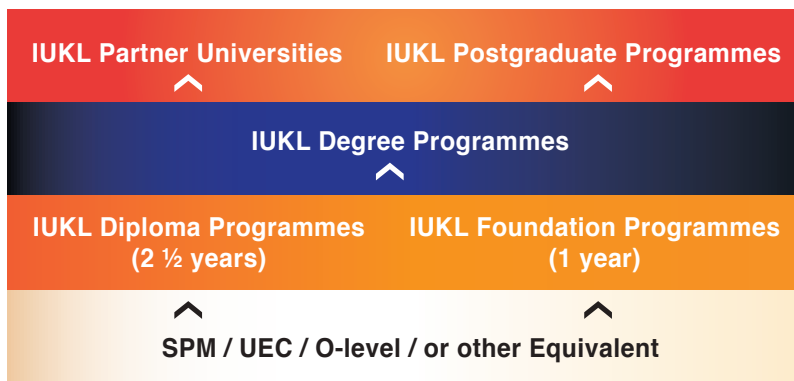 IUKL Partner Universities
IUKL Postgraduate Programmes
IUKL Degree Programmes
IUKL Diploma Programmes
(2 ½ years)
IUKL Foundation Programmes
(1 year)
SPM / UEC / O-level / or other Equivalent